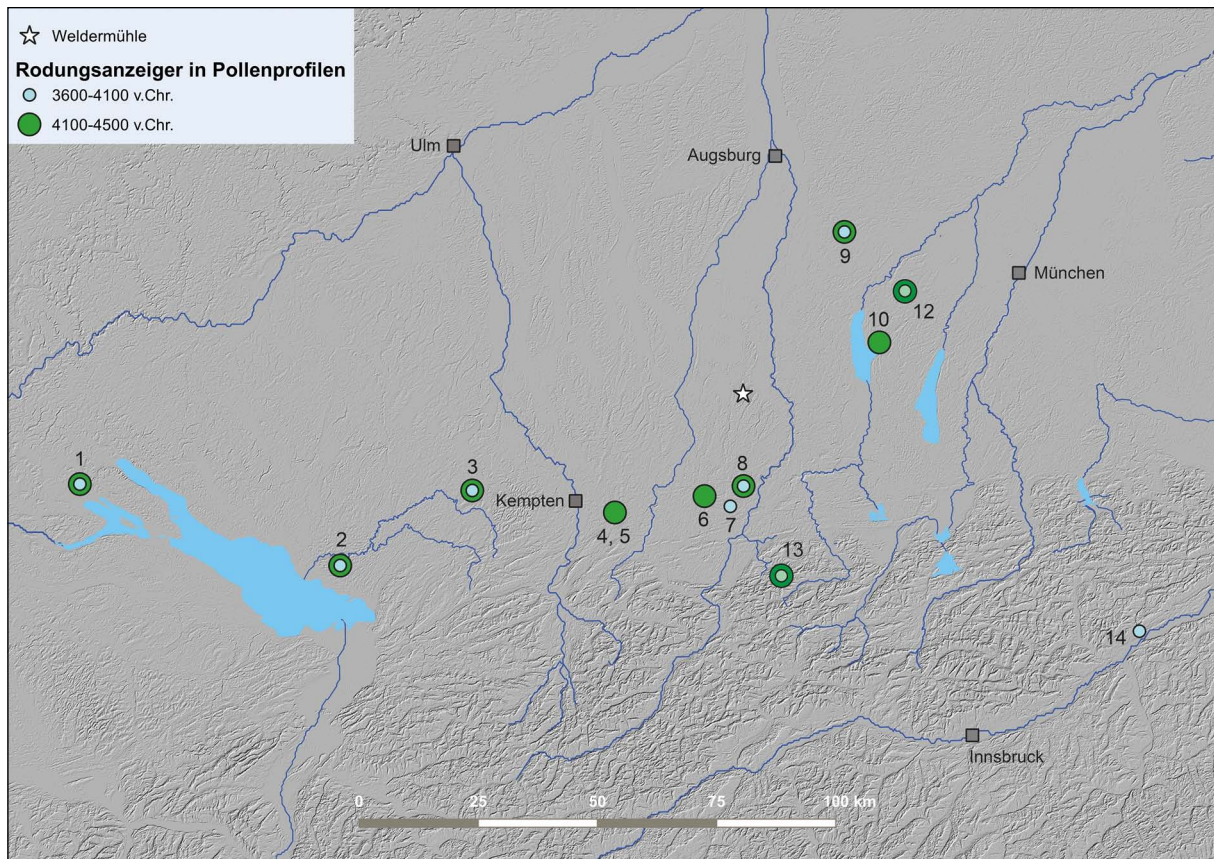 Weldermühle
Rodungsanzeiger in Pollenprofilen
3600-4100 v.Chr.
4100-4500 v.Chr.
Ulm
Augsburg
9
München
12
10
1
3
8
Kempten
6
7
4, 5
2
13
14
Innsbruck
0 25 50 75 100 km